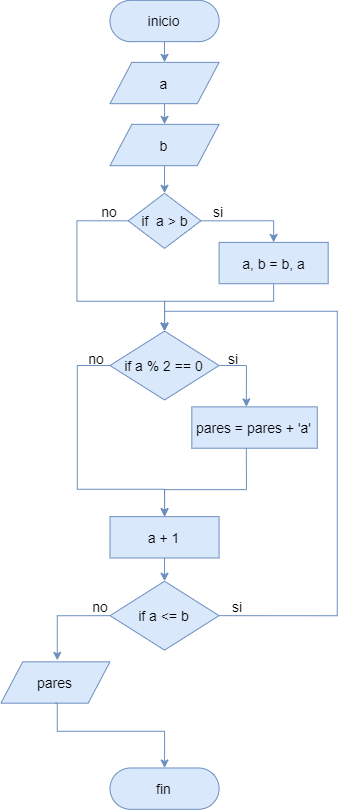 inicio
a
b
no
if a > b
si
a, b = b, a
no
if a % 2 == 0
si
pares = pares + 'a'
a + 1
no
if a <= b
si
pares
fin